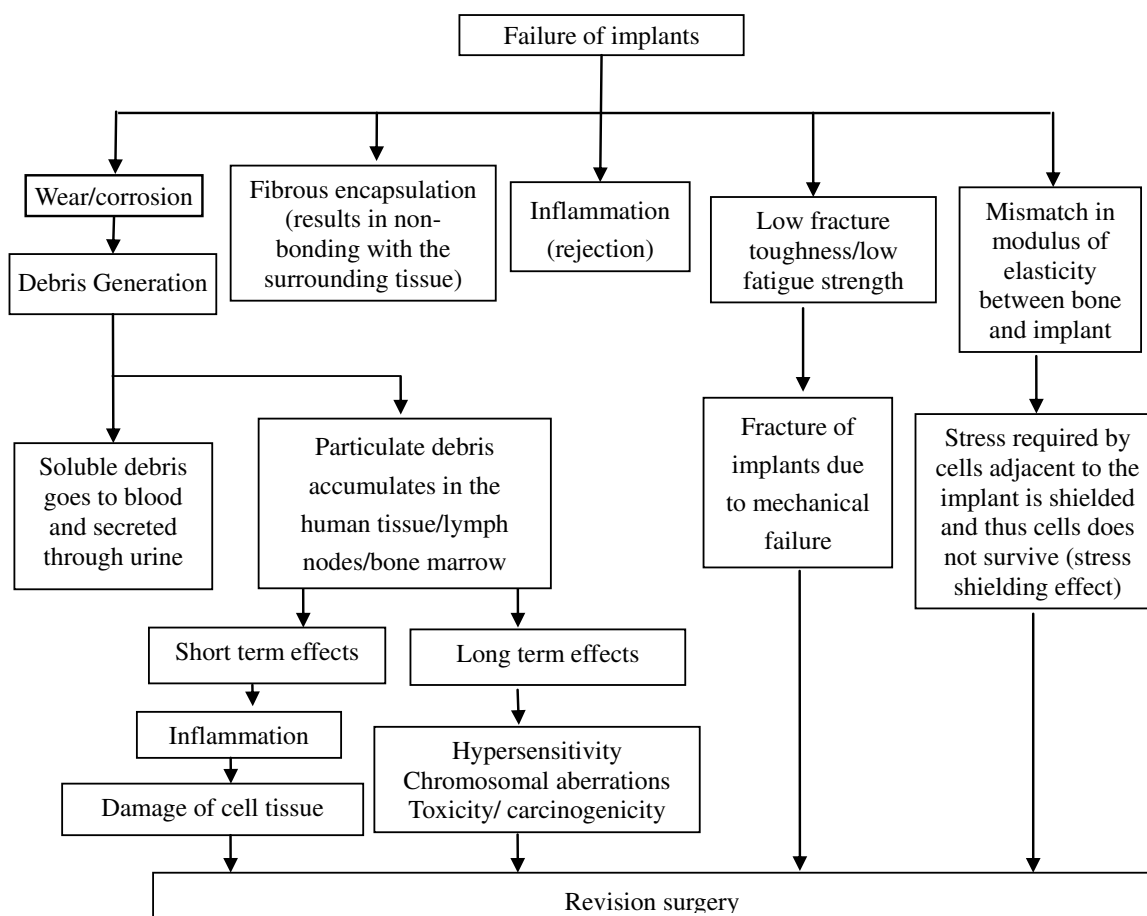 Failure of implants
Wear/corrosion
Fibrous encapsulation
(results in non-
bonding with the
surrounding tissue)
Inflammation
(rejection)
Low fracture
toughness/low
fatigue strength
Mismatch in
modulus of
elasticity
between bone
and implant
Debris Generation
Soluble debris
goes to blood
and secreted
through urine
Particulate debris
accumulates in the
human tissue/lymph
nodes/bone marrow
Fracture of
implants due
to mechanical
failure
Stress required by
cells adjacent to the
implant is shielded
and thus cells does
not survive (stress
shielding effect)
Short term effects
Long term effects
Inflammation
Hypersensitivity
Chromosomal aberrations
Toxicity/ carcinogenicity
Damage of cell tissue
Revision surgery